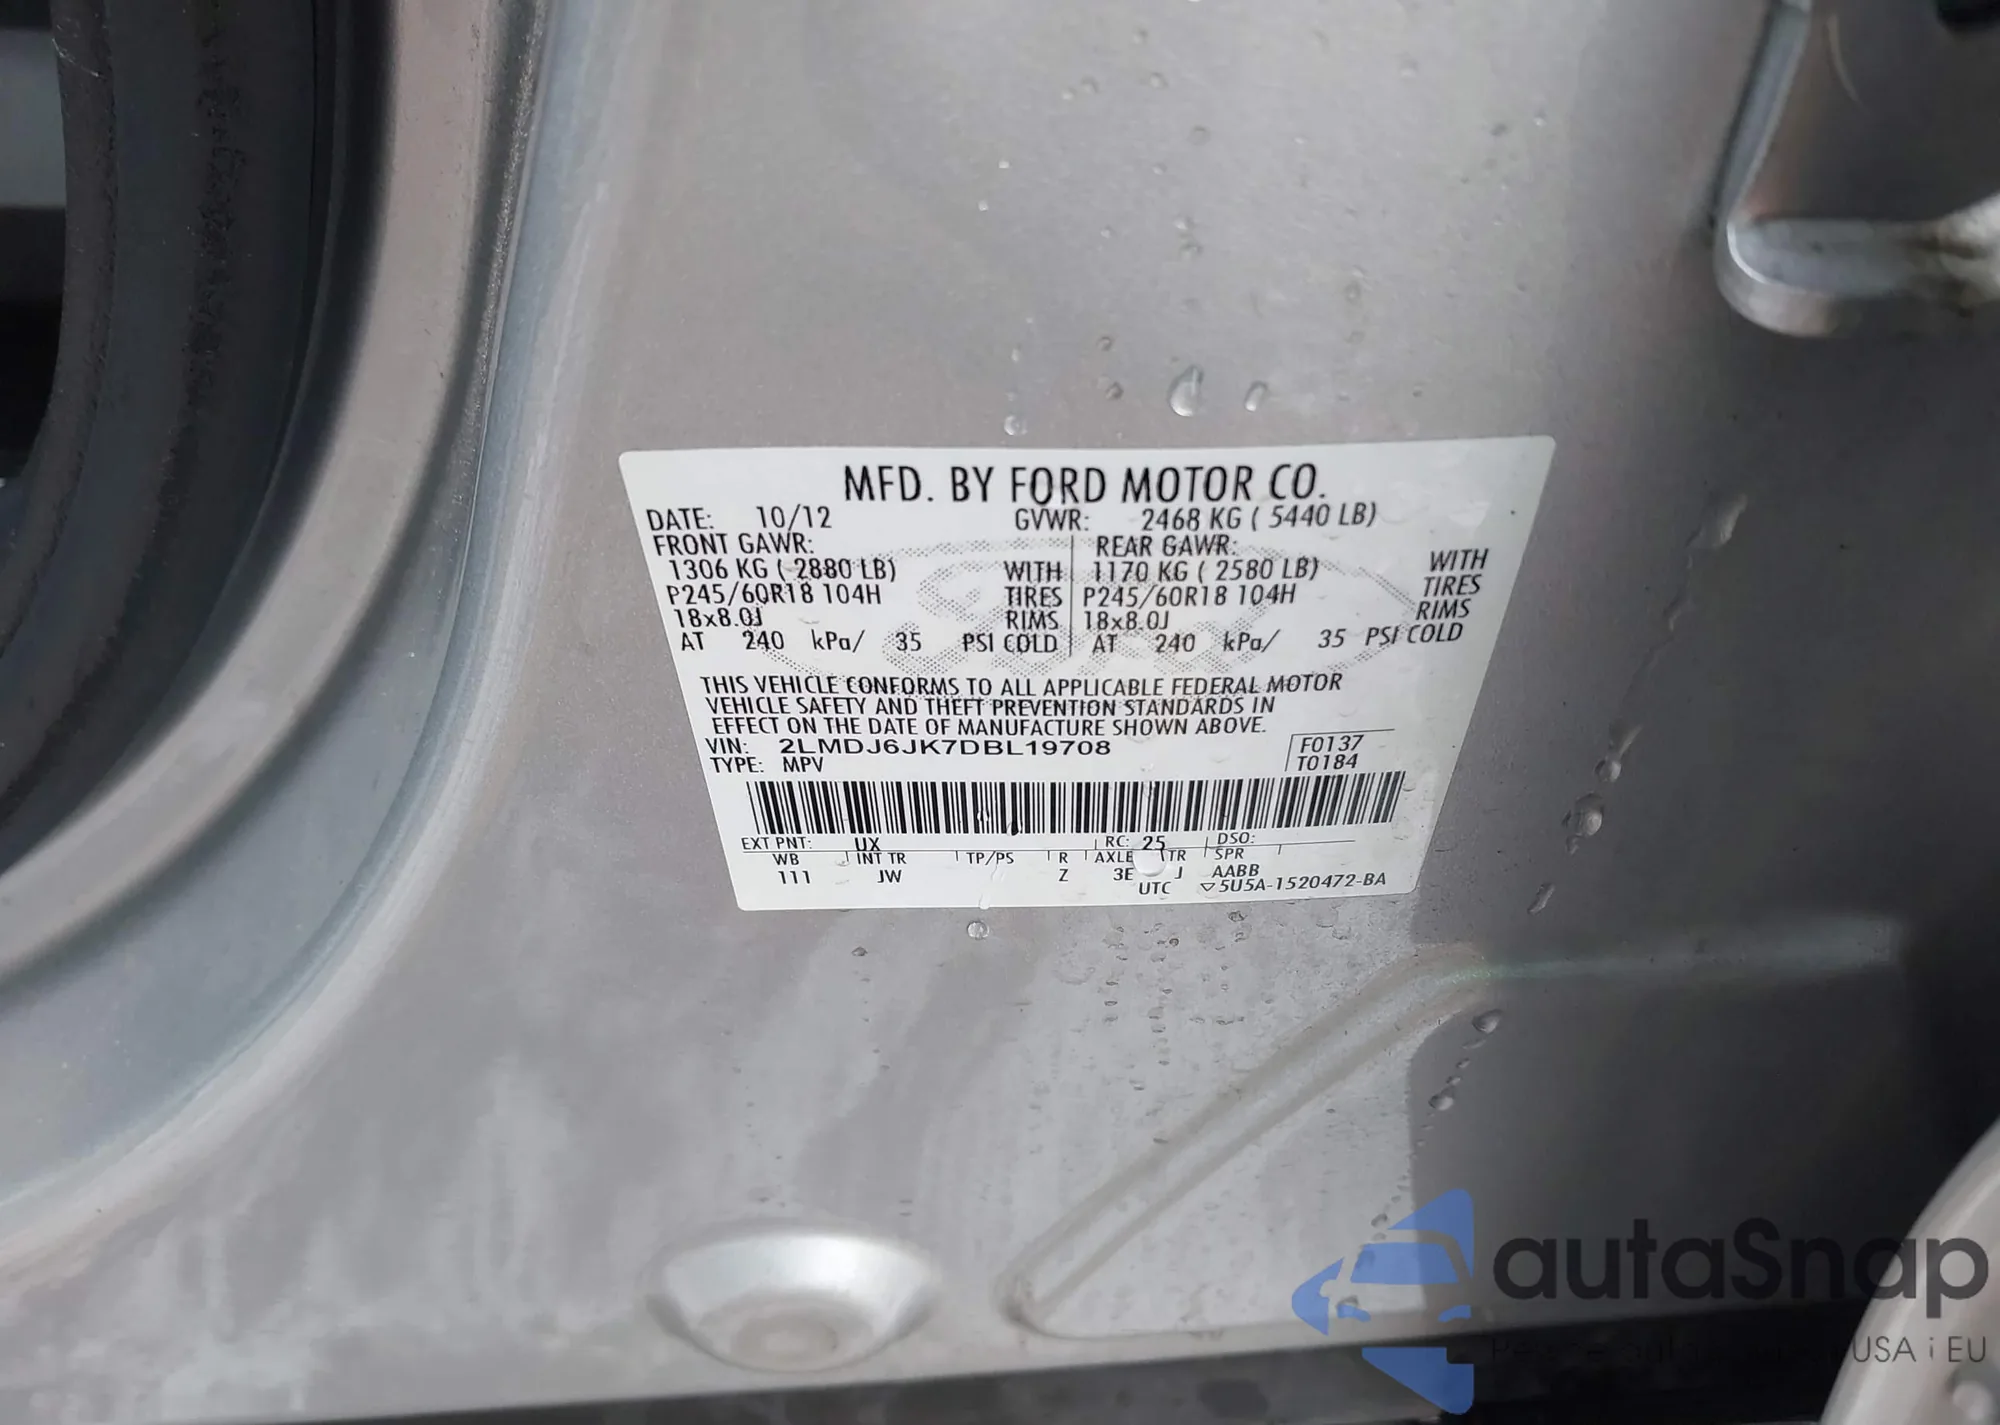 MFD. BY FORD MOTOR CO.
DATE: 10/12 GVWR: 2468 KG ( 5440 LB)
FRONT GAWR: REAR GAWR:
1306 KG ( 2880 LB) WITH 1170 KG ( 2580 LB) WITH
P245/60R18 104H TIRES P245/60R18 104H TIRES
18x8.0J RIMS 18x8.0J RIMS
AT 240 kPa/ 35 PSI COLD AT 240 kPa/ 35 PSI COLD
THIS VEHICLE CONFORMS TO ALL APPLICABLE FEDERAL MOTOR
VEHICLE SAFETY AND THEFT PREVENTION STANDARDS IN
EFFECT ON THE DATE OF MANUFACTURE SHOWN ABOVE.
VIN: 2LMDJ6JK7DBL19708 F0137
TYPE: MPV T0184
EXT PNT: UX RC: 25 DSO:
WB INT TR TP/PS R AXLE TR SPR
111 JW Z 3E J AABB
UTC ▽5U5A-1520472-BA
autaSnap
USA i EU